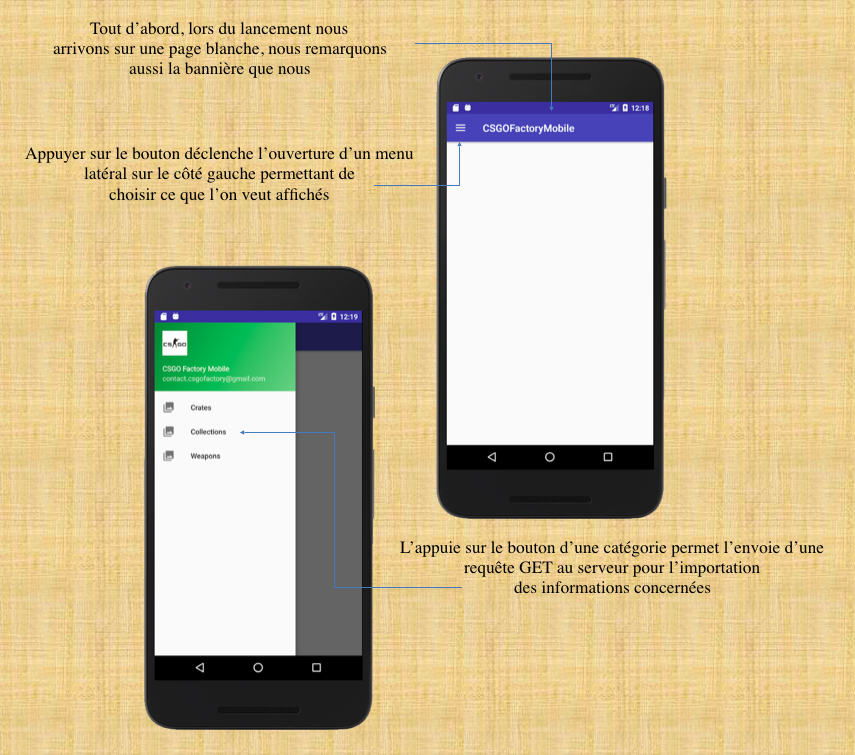 Tout d’abord, lors du lancement nous
arrivons sur une page blanche, nous remarquons
aussi la bannière que nous
12:18
CSGOFactoryMobile
Appuyer sur le bouton déclenche l’ouverture d’un menu
latéral sur le côté gauche permettant de
choisir ce que l’on veut affichés
12:19
CS GO
CSGO Factory Mobile
contact.csgofactory@gmail.com
Crates
Collections
Weapons
L’appuie sur le bouton d’une catégorie permet l’envoie d’une
requête GET au serveur pour l’importation
des informations concernées